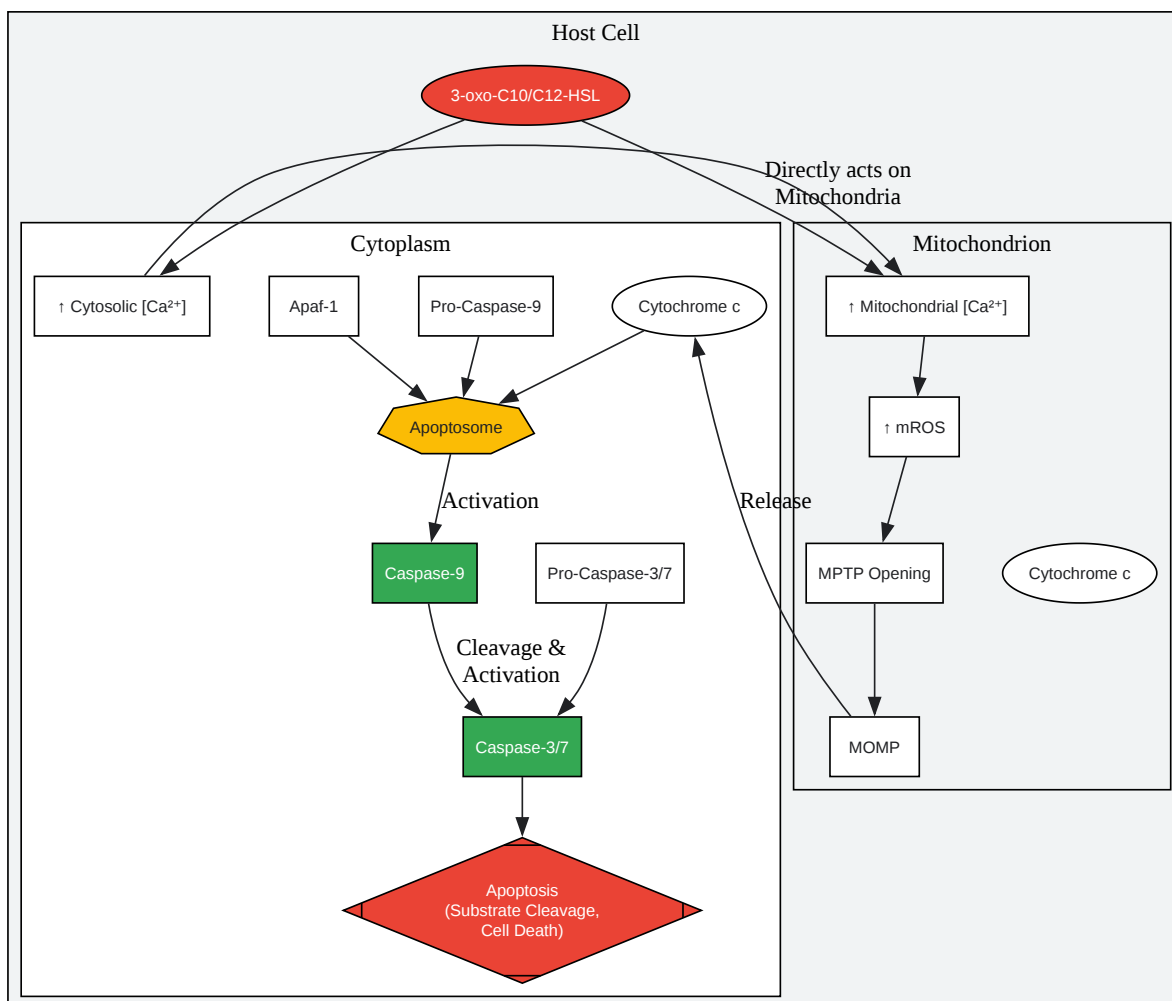 Host Cell
3-oxo-C10/C12-HSL
Directly acts on
Mitochondria
Cytoplasm
Mitochondrion
↑ Cytosolic [Ca²⁺]
Apaf-1
Pro-Caspase-9
Cytochrome c
↑ Mitochondrial [Ca²⁺]
Apoptosome
↑ mROS
Activation
Release
Caspase-9
Pro-Caspase-3/7
MPTP Opening
Cytochrome c
Cleavage &
Activation
Caspase-3/7
MOMP
Apoptosis
(Substrate Cleavage,
Cell Death)